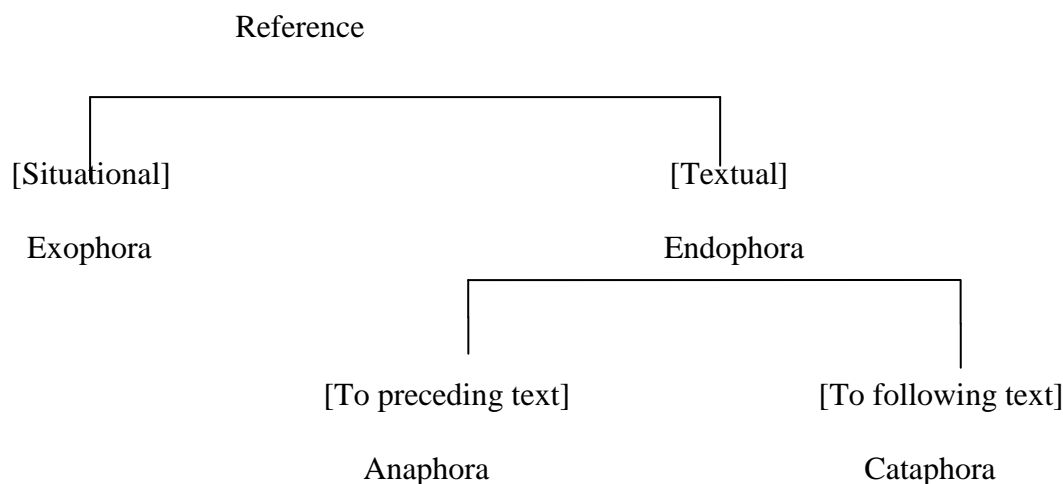 Reference
[Situational] [Textual]
Exophora Endophora
[To preceding text] [To following text]
Anaphora Cataphora